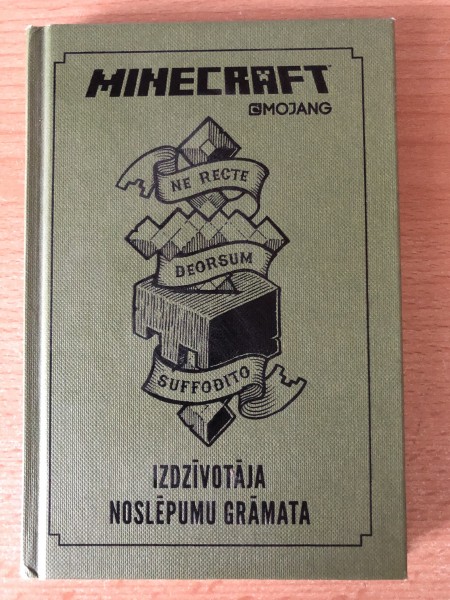 MINECRAFT
MOJANG
NE RECTE
DEORSUM
SUFFODITO
IZDZĪVOTĀJA
NOSLĒPUMU GRĀMATA